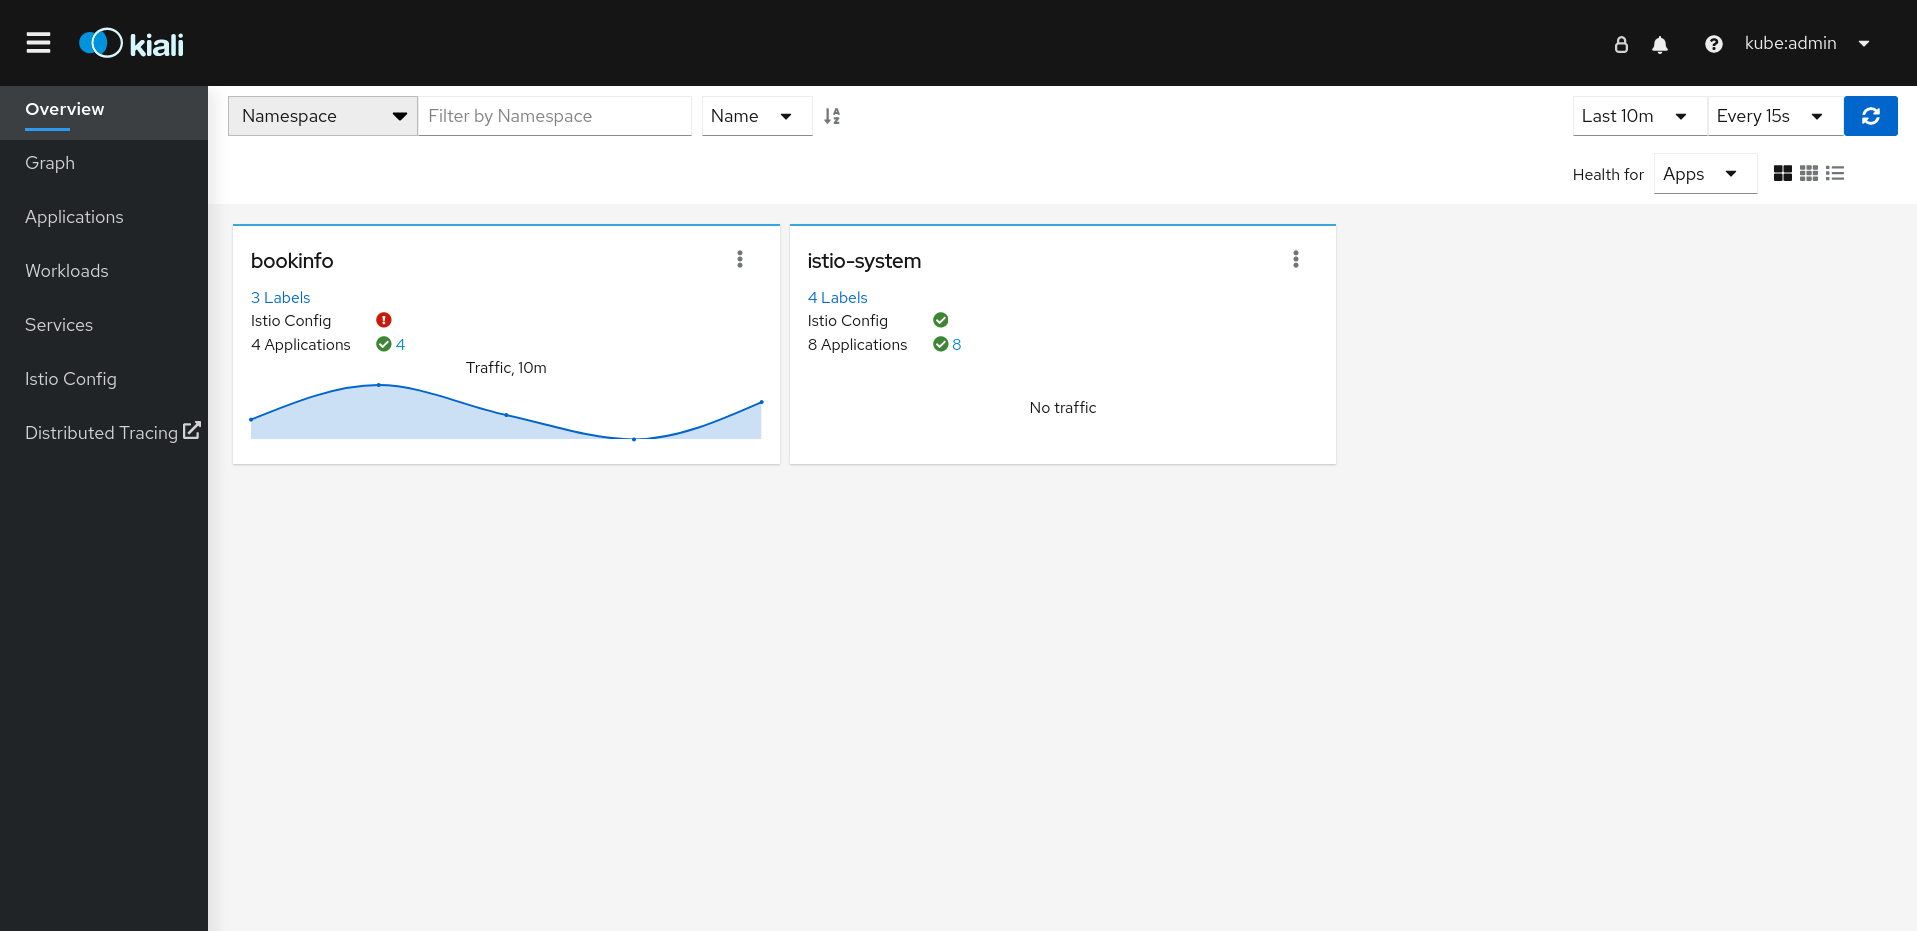 kiali
kube:admin
Overview
Graph
Applications
Workloads
Services
Istio Config
Distributed Tracing
Namespace Filter by Namespace Name Last 10m Every 15s
Health for Apps
bookinfo
3 Labels
Istio Config
4 Applications 4
Traffic, 10m
istio-system
4 Labels
Istio Config
8 Applications 8
No traffic